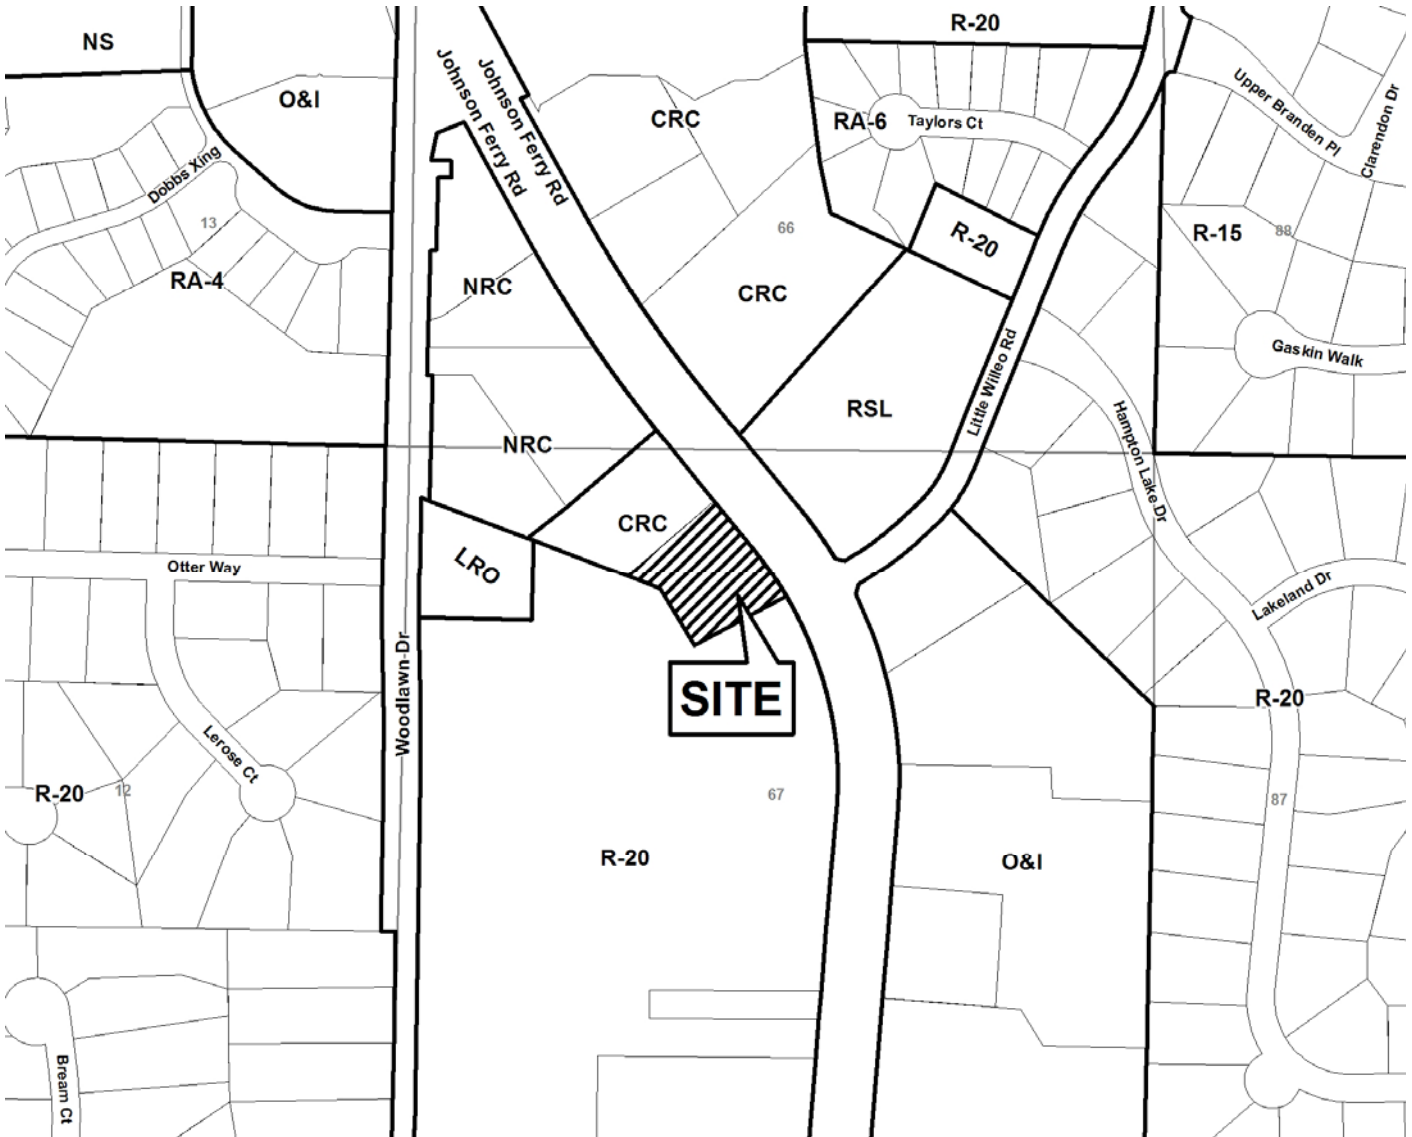 NS
R-20
O&I
Johnson Ferry Rd
Johnson Ferry Rd
CRC
RA-6
Taylors Ct
Upper Branden Pl
Clarendon Dr
Dobbs Xing
13
66
R-20
R-15
88
RA-4
NRC
CRC
Little Willeo Rd
Gaskin Walk
RSL
Hampton Lake Dr
NRC
CRC
LRO
Otter Way
Lakeland Dr
Woodlawn Dr
SITE
R-20
Lerose Ct
R-20
12
67
87
R-20
O&I
Bream Ct